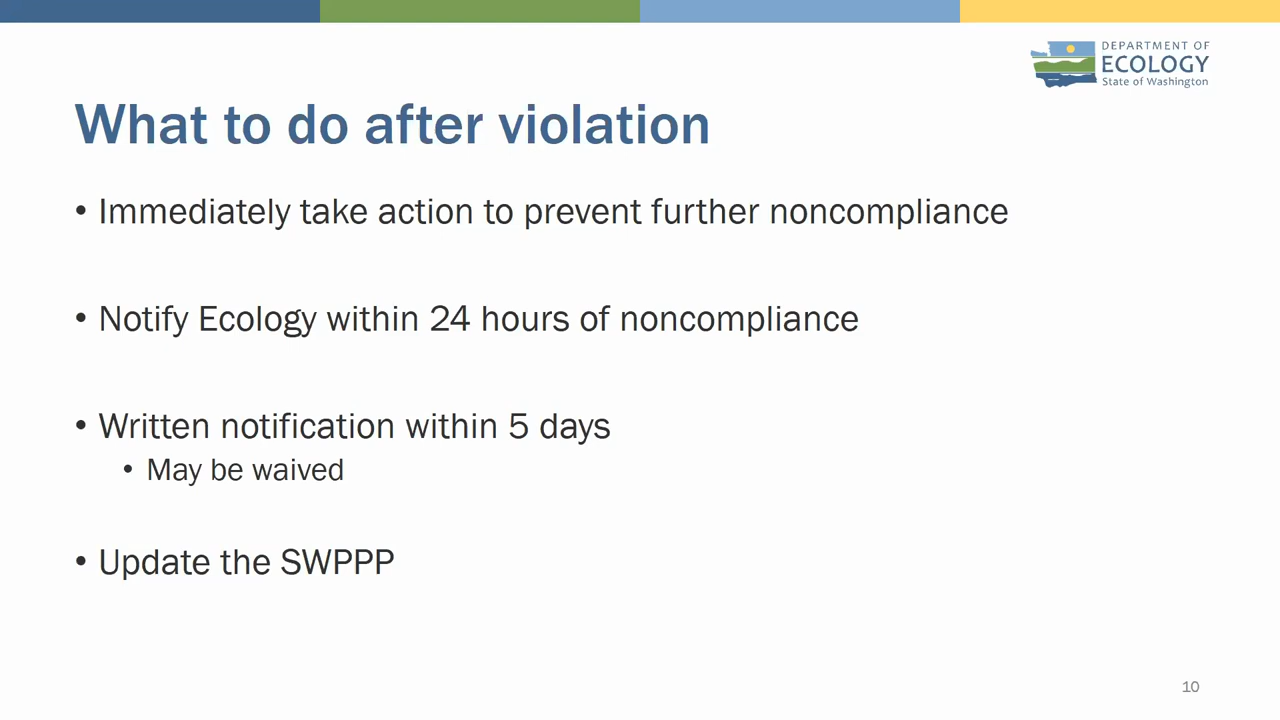 DEPARTMENT OF
ECOLOGY
State of Washington
What to do after violation
• Immediately take action to prevent further noncompliance
• Notify Ecology within 24 hours of noncompliance
• Written notification within 5 days
• May be waived
• Update the SWPPP
10